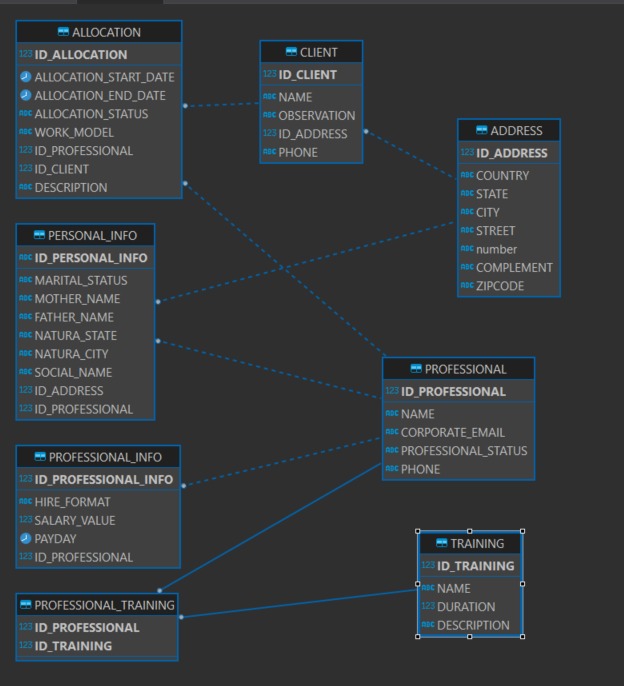 ALLOCATION
123 ID_ALLOCATION
ALLOCATION_START_DATE
ALLOCATION_END_DATE
ABC ALLOCATION_STATUS
ABC WORK_MODEL
123 ID_PROFESSIONAL
123 ID_CLIENT
ABC DESCRIPTION
CLIENT
123 ID_CLIENT
ABC NAME
ABC OBSERVATION
123 ID_ADDRESS
ABC PHONE
ADDRESS
123 ID_ADDRESS
ABC COUNTRY
ABC STATE
ABC CITY
ABC STREET
ABC number
ABC COMPLEMENT
ABC ZIPCODE
PERSONAL_INFO
ABC ID_PERSONAL_INFO
ABC MARITAL_STATUS
ABC MOTHER_NAME
ABC FATHER_NAME
ABC NATURA_STATE
ABC NATURA_CITY
ABC SOCIAL_NAME
123 ID_ADDRESS
123 ID_PROFESSIONAL
PROFESSIONAL
123 ID_PROFESSIONAL
ABC NAME
ABC CORPORATE_EMAIL
ABC PROFESSIONAL_STATUS
ABC PHONE
PROFESSIONAL_INFO
123 ID_PROFESSIONAL_INFO
ABC HIRE_FORMAT
123 SALARY_VALUE
PAYDAY
123 ID_PROFESSIONAL
TRAINING
123 ID_TRAINING
ABC NAME
123 DURATION
ABC DESCRIPTION
PROFESSIONAL_TRAINING
123 ID_PROFESSIONAL
123 ID_TRAINING